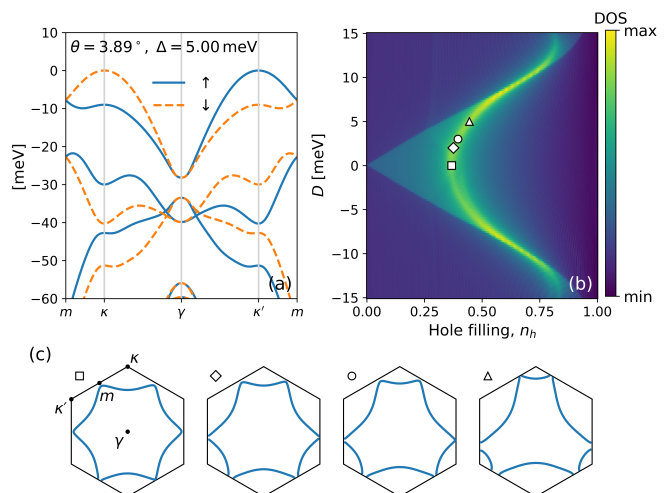 θ = 3.89°, Δ = 5.00 meV
↑
↓
10
0
−10
−20
−30
−40
−50
−60
[meV]
m
κ
γ
κ′
m
(a)
DOS
max
min
15
10
5
0
−5
−10
−15
D [meV]
0.00
0.25
0.50
0.75
1.00
Hole filling, n_h
(b)
(c)
κ
κ′
m
γ